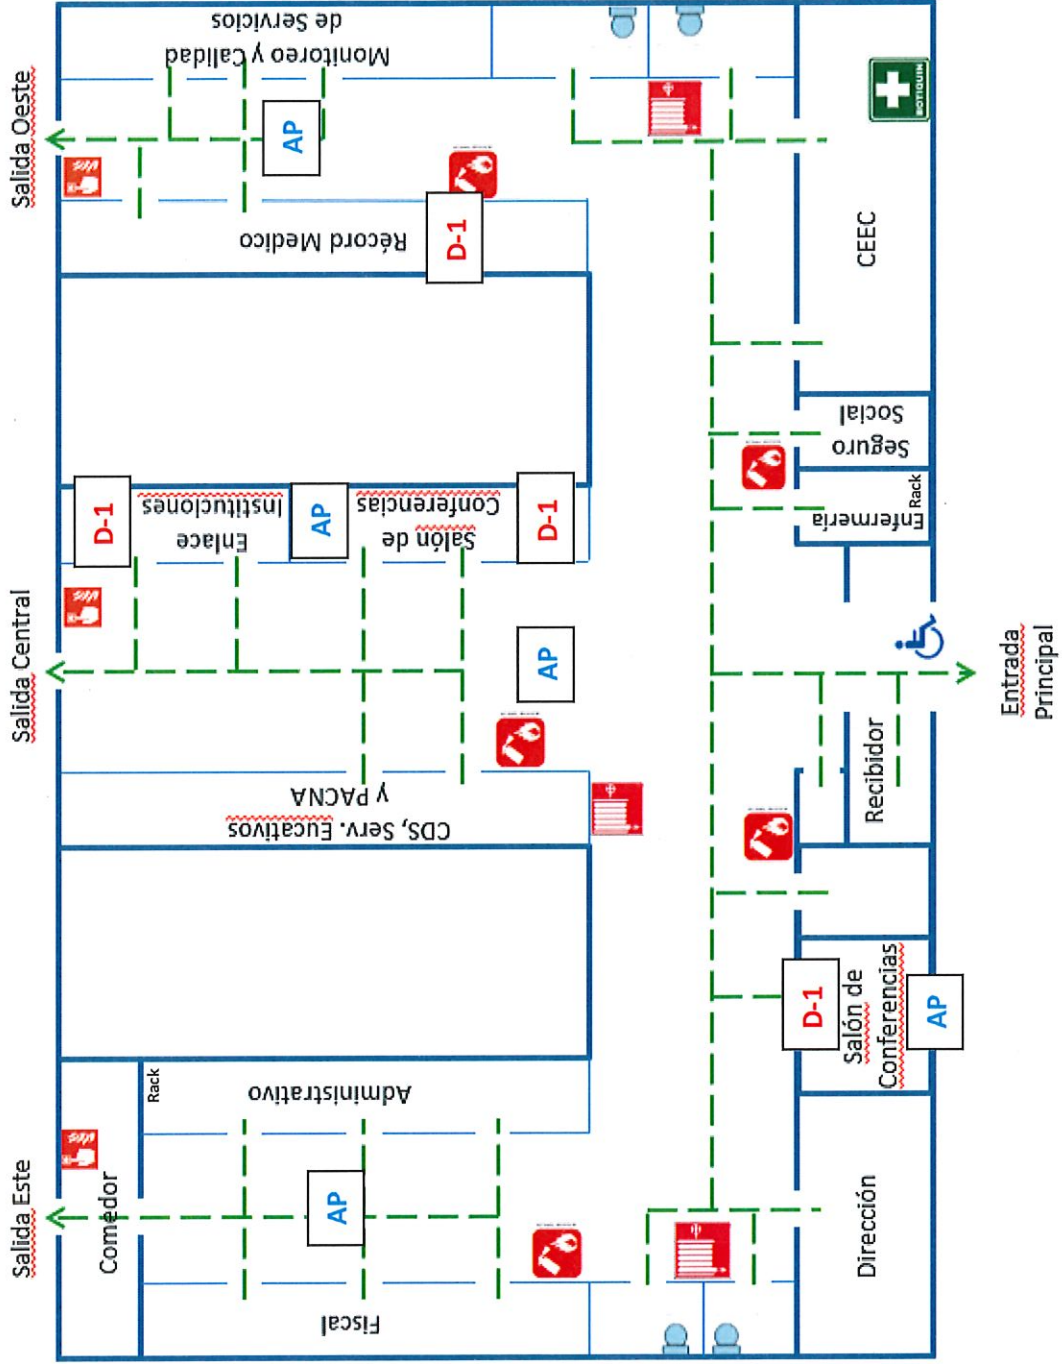 Salida Este
Salida Central
Salida Oeste
Monitoreo y Calidad
de Servicios
AP
Récord Medico
D-1
D-1
Enlace
Instituciones
AP
Salón de
Conferencias
D-1
AP
CDS, Serv. Eucativos
y PACNA
Comedor
Rack
Administrativo
AP
Fiscal
Dirección
D-1
Salón de
Conferencias
AP
Recibidor
Entrada
Principal
Enfermería
Rack
Seguro
Social
CEEC
BOTIQUIN